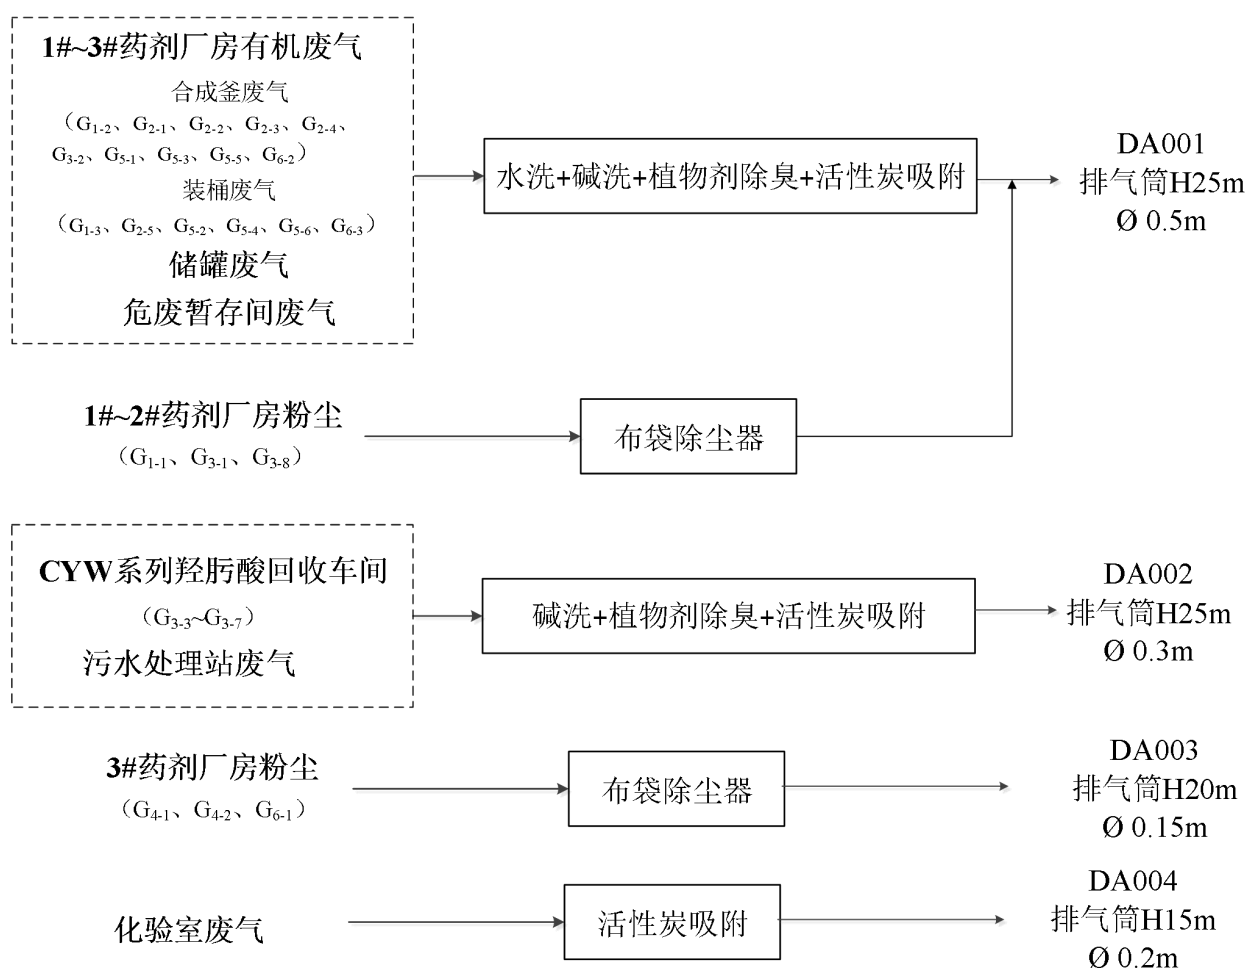 1#~3#药剂厂房有机废气
合成釜废气
（G1-2、G2-1、G2-2、G2-3、G2-4、
G3-2、G5-1、G5-3、G5-5、G6-2）
装桶废气
（G1-3、G2-5、G5-2、G5-4、G5-6、G6-3）
储罐废气
危废暂存间废气
水洗+碱洗+植物剂除臭+活性炭吸附
DA001
排气筒H25m
Ø 0.5m
1#~2#药剂厂房粉尘
（G1-1、G3-1、G3-8）
布袋除尘器
CYW系列羟肟酸回收车间
（G3-3~G3-7）
污水处理站废气
碱洗+植物剂除臭+活性炭吸附
DA002
排气筒H25m
Ø 0.3m
3#药剂厂房粉尘
（G4-1、G4-2、G6-1）
布袋除尘器
DA003
排气筒H20m
Ø 0.15m
化验室废气
活性炭吸附
DA004
排气筒H15m
Ø 0.2m